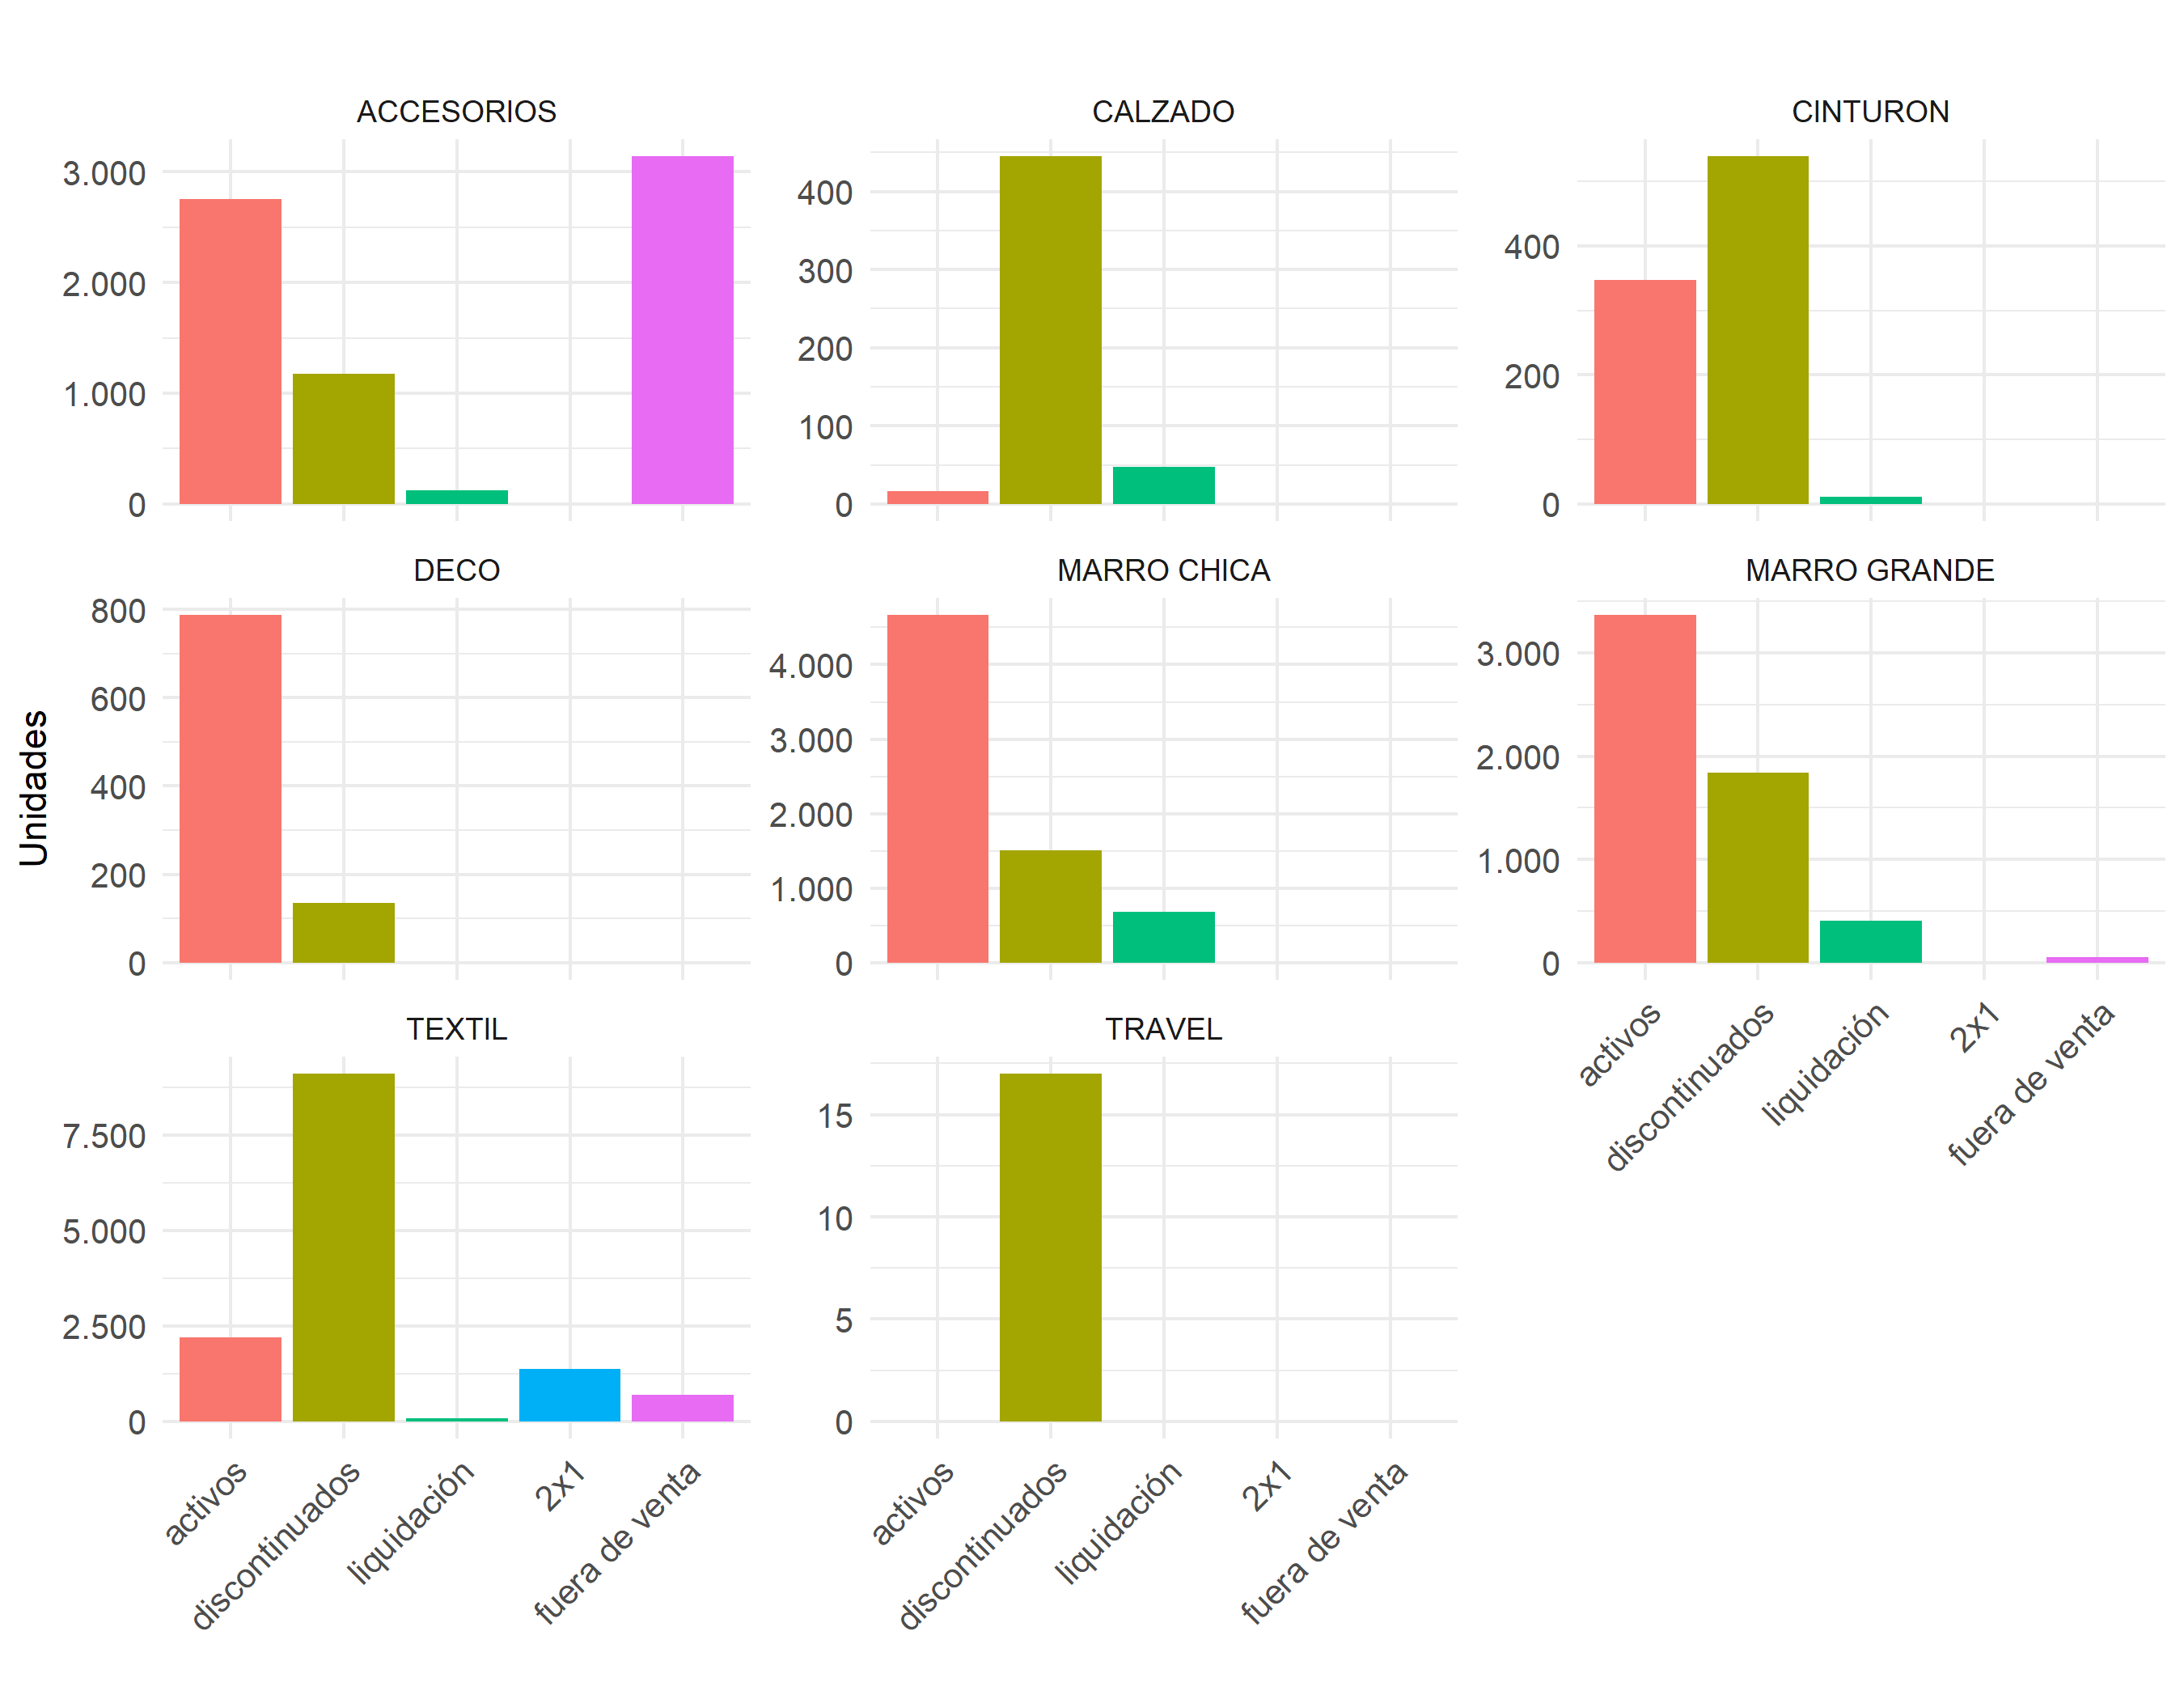 ACCESORIOS
3.000
2.000
1.000
0
CALZADO
400
300
200
100
0
CINTURON
400
200
0
Unidades
DECO
800
600
400
200
0
MARRO CHICA
4.000
3.000
2.000
1.000
0
MARRO GRANDE
3.000
2.000
1.000
0
activos
discontinuados
liquidación
2x1
fuera de venta
TEXTIL
7.500
5.000
2.500
0
activos
discontinuados
liquidación
2x1
fuera de venta
TRAVEL
15
10
5
0
activos
discontinuados
liquidación
2x1
fuera de venta